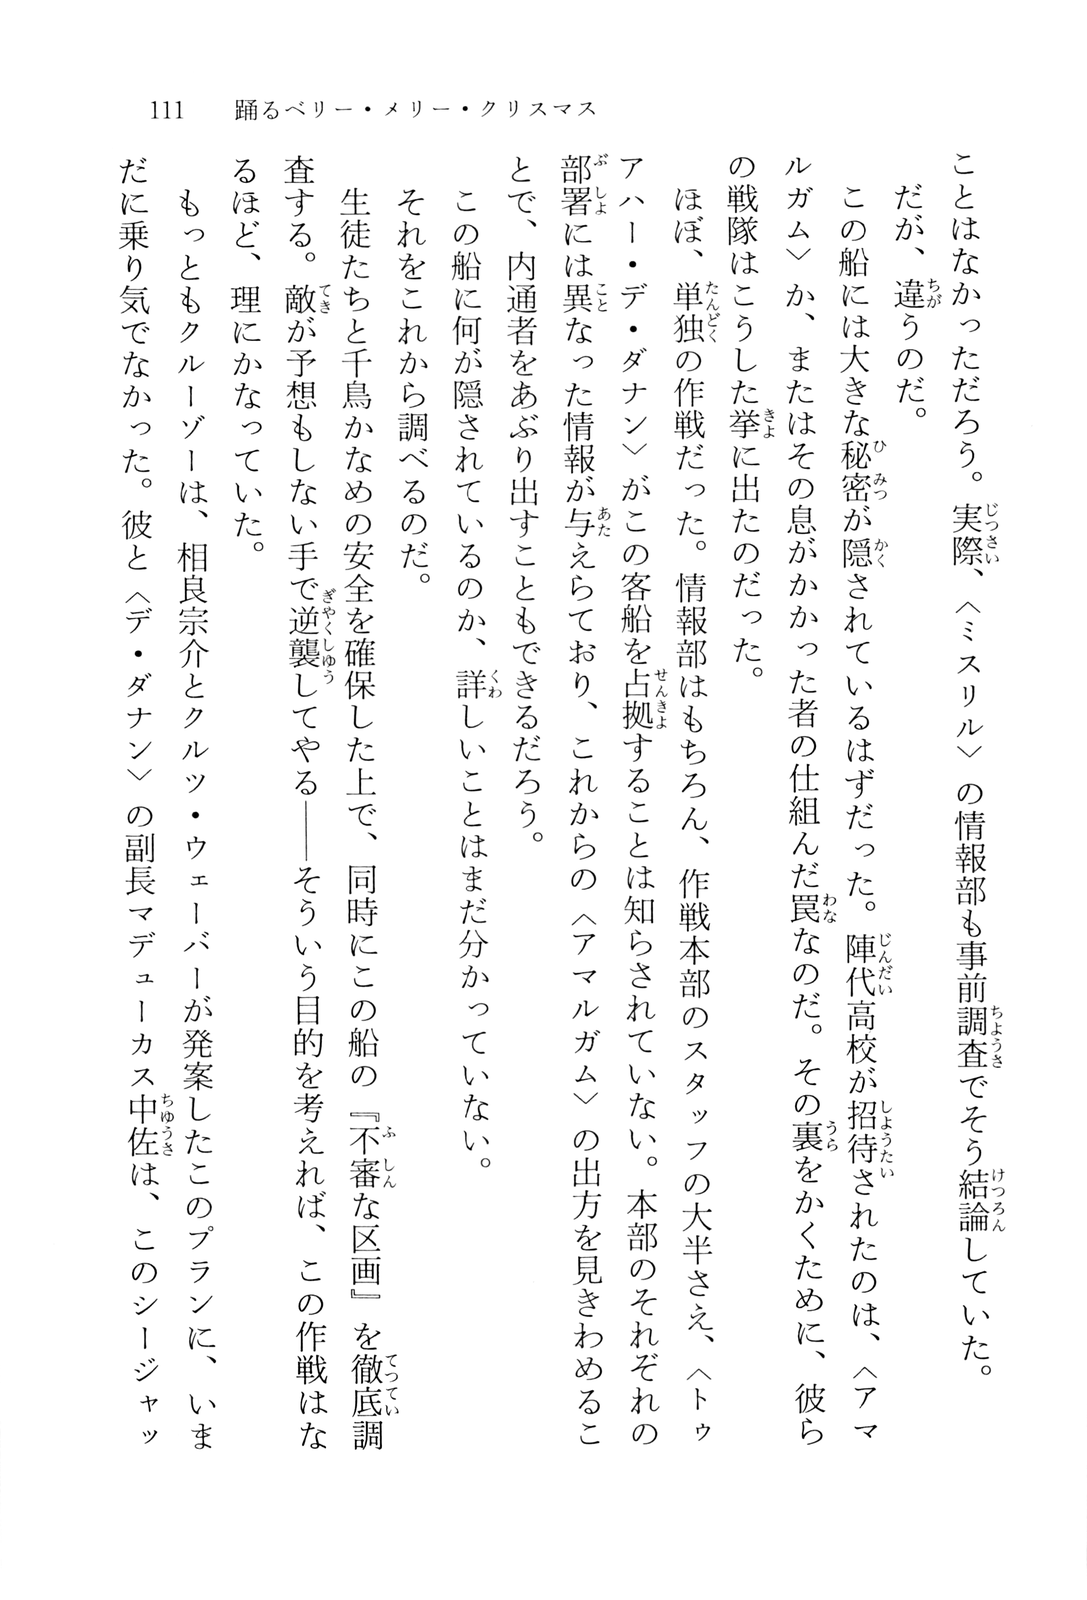 111　踊るベリー・メリー・クリスマス
ことはなかっただろう。実際、〈ミスリル〉の情報部も事前調査でそう結論していた。
だが、違うのだ。
この船には大きな秘密が隠されているはずだった。陣代高校が招待されたのは、〈アマ
ルガム〉か、またはその息がかかった者の仕組んだ罠なのだ。その裏をかくために、彼ら
の戦隊はこうした挙に出たのだった。
ほぼ、単独の作戦だった。情報部はもちろん、作戦本部のスタッフの大半さえ、〈トゥ
アハー・デ・ダナン〉がこの客船を占拠することは知らされていない。本部のそれぞれの
部署には異なった情報が与えらており、これからの〈アマルガム〉の出方を見きわめるこ
とで、内通者をあぶり出すこともできるだろう。
この船に何が隠されているのか、詳しいことはまだ分かっていない。
それをこれから調べるのだ。
生徒たちと千鳥かなめの安全を確保した上で、同時にこの船の『不審な区画』を徹底調
査する。敵が予想もしない手で逆襲してやる――そういう目的を考えれば、この作戦はな
るほど、理にかなっていた。
もっともクルーゾーは、相良宗介とクルツ・ウェーバーが発案したこのプランに、いま
だに乗り気でなかった。彼と〈デ・ダナン〉の副長マデューカス中佐は、このシージャッ